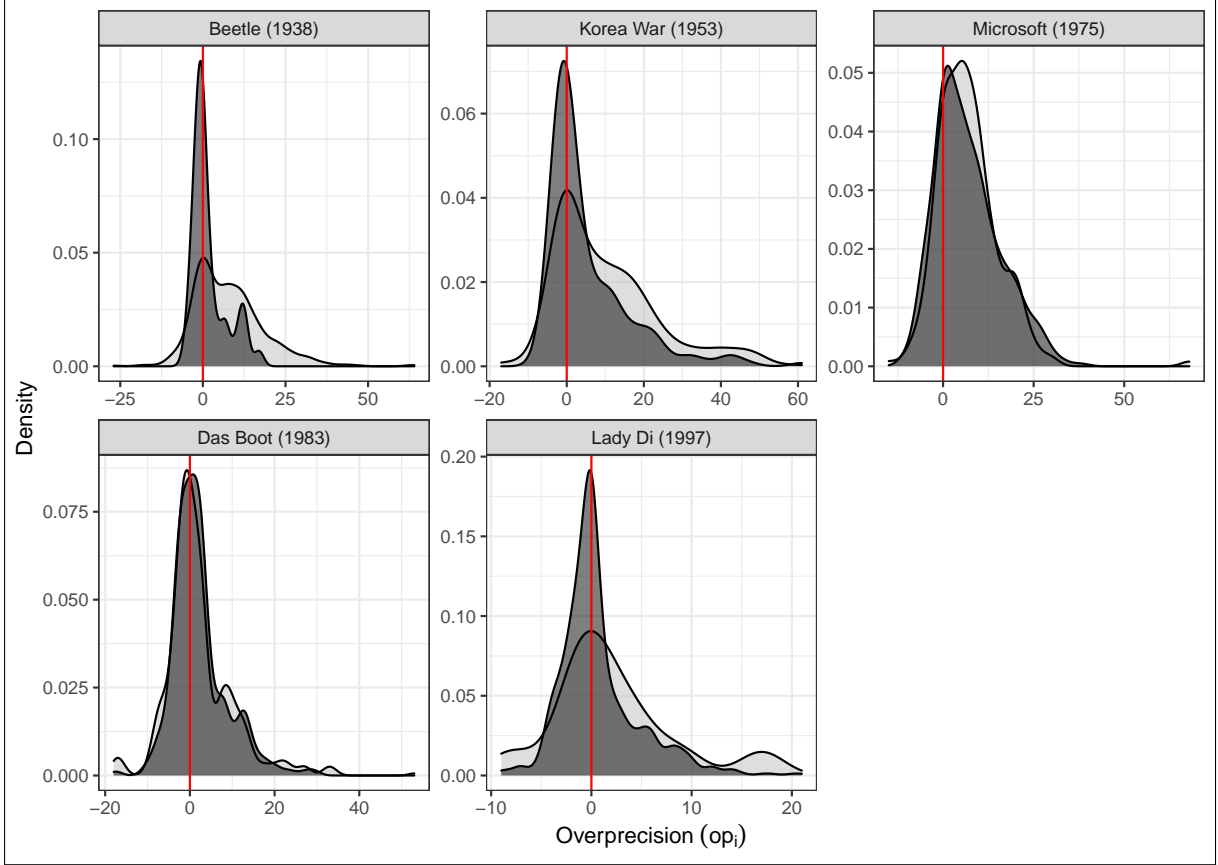 Beetle (1938)
Korea War (1953)
Microsoft (1975)
0.10
0.05
0.00
−25 0 25 50
0.06
0.04
0.02
0.00
−20 0 20 40 60
0.05
0.04
0.03
0.02
0.01
0.00
0 25 50
Density
Das Boot (1983)
Lady Di (1997)
0.075
0.050
0.025
0.000
−20 0 20 40
0.20
0.15
0.10
0.05
0.00
−10 0 10 20
Overprecision (opᵢ)